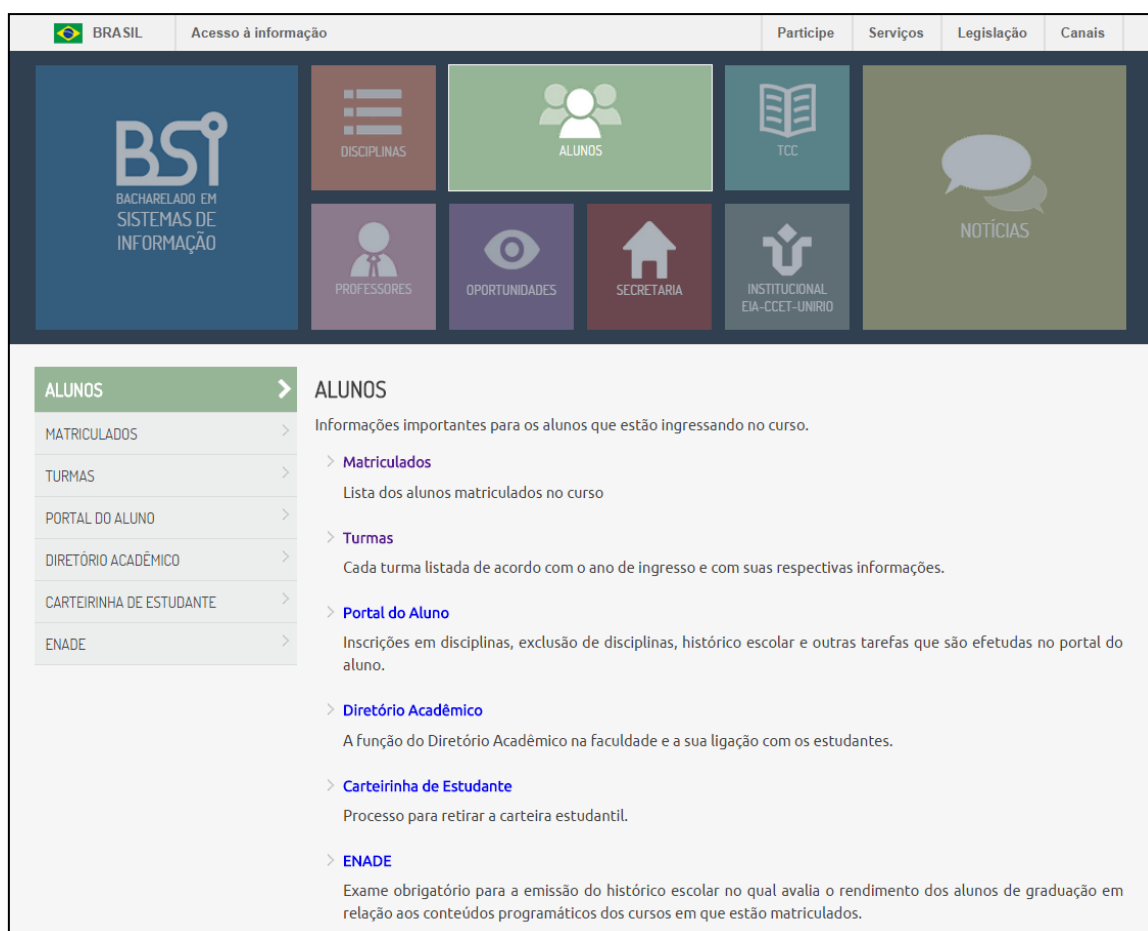 BRASIL
Acesso à informação
Participe
Serviços
Legislação
Canais
BSI
BACHARELADO EM
SISTEMAS DE
INFORMAÇÃO
DISCIPLINAS
ALUNOS
TCC
NOTÍCIAS
PROFESSORES
OPORTUNIDADES
SECRETARIA
INSTITUCIONAL
EIA-CCET-UNIRIO
ALUNOS
MATRICULADOS
TURMAS
PORTAL DO ALUNO
DIRETÓRIO ACADÊMICO
CARTEIRINHA DE ESTUDANTE
ENADE
ALUNOS
Informações importantes para os alunos que estão ingressando no curso.
Matriculados
Lista dos alunos matriculados no curso
Turmas
Cada turma listada de acordo com o ano de ingresso e com suas respectivas informações.
Portal do Aluno
Inscrições em disciplinas, exclusão de disciplinas, histórico escolar e outras tarefas que são efetudas no portal do
aluno.
Diretório Acadêmico
A função do Diretório Acadêmico na faculdade e a sua ligação com os estudantes.
Carteirinha de Estudante
Processo para retirar a carteira estudantil.
ENADE
Exame obrigatório para a emissão do histórico escolar no qual avalia o rendimento dos alunos de graduação em
relação aos conteúdos programáticos dos cursos em que estão matriculados.